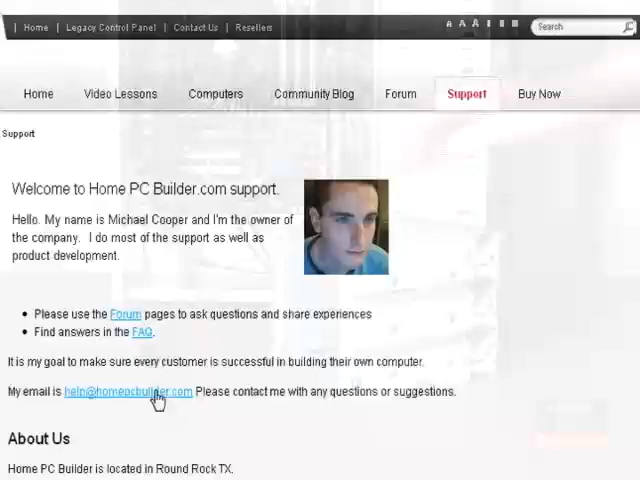 Home | Legacy Control Panel | Contact Us | Resellers
A A A
Search
Home Video Lessons Computers Community Blog Forum Support Buy Now
Support
Welcome to Home PC Builder.com support.
Hello. My name is Michael Cooper and I'm the owner of
the company. I do most of the support as well as
product development.
• Please use the Forum pages to ask questions and share experiences
• Find answers in the FAQ.
It is my goal to make sure every customer is successful in building their own computer.
My email is help@homepcbuilder.com Please contact me with any questions or suggestions.
About Us
Home PC Builder is located in Round Rock TX.